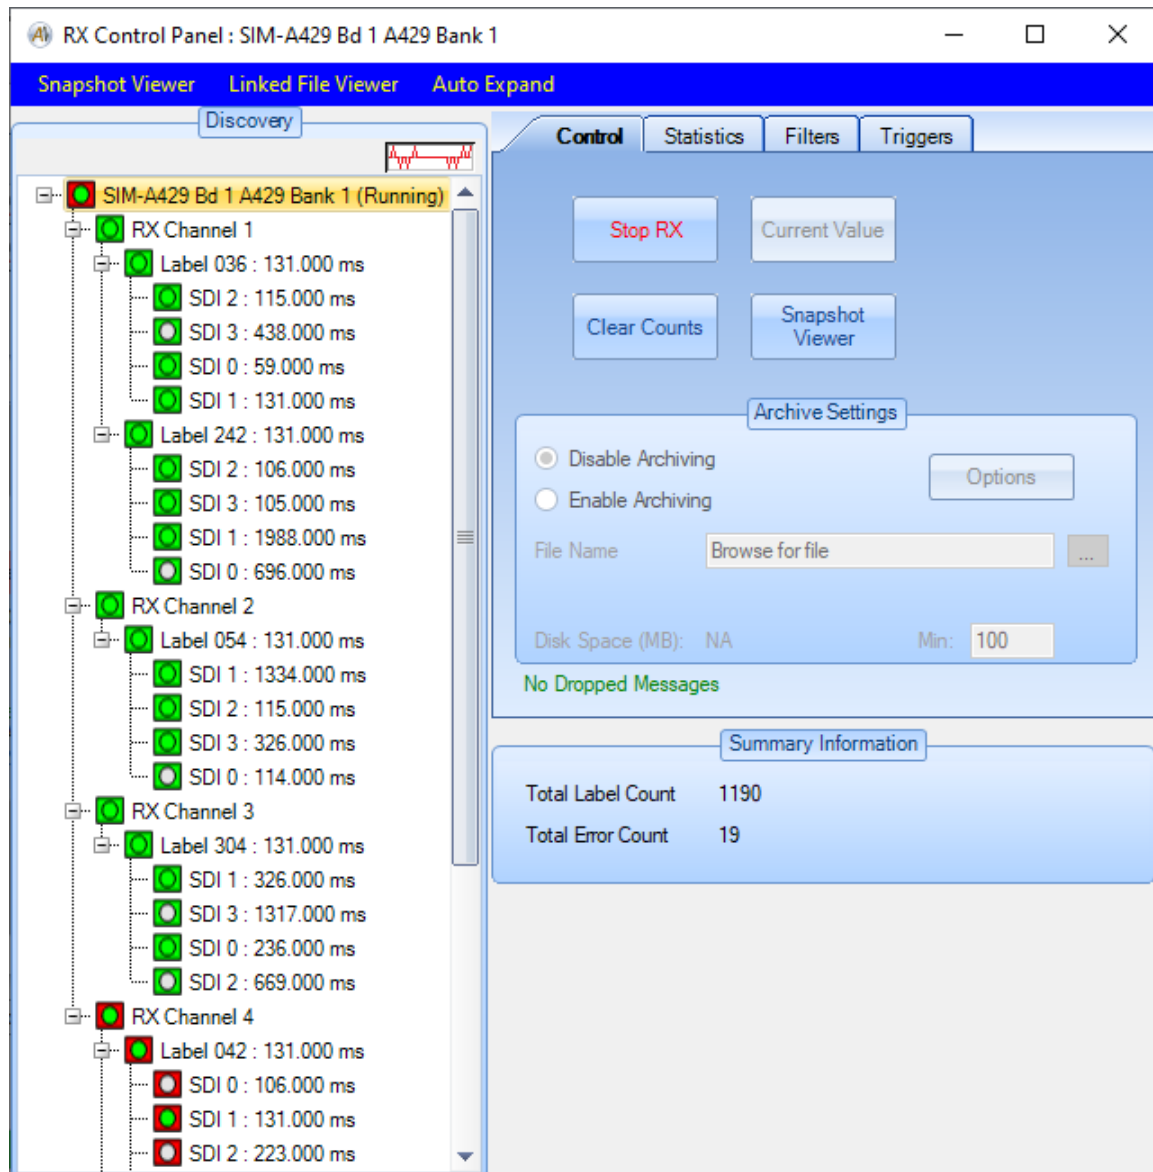 RX Control Panel : SIM-A429 Bd 1 A429 Bank 1
Snapshot Viewer Linked File Viewer Auto Expand
Discovery
SIM-A429 Bd 1 A429 Bank 1 (Running)
RX Channel 1
Label 036 : 131.000 ms
SDI 2 : 115.000 ms
SDI 3 : 438.000 ms
SDI 0 : 59.000 ms
SDI 1 : 131.000 ms
Label 242 : 131.000 ms
SDI 2 : 106.000 ms
SDI 3 : 105.000 ms
SDI 1 : 1988.000 ms
SDI 0 : 696.000 ms
RX Channel 2
Label 054 : 131.000 ms
SDI 1 : 1334.000 ms
SDI 2 : 115.000 ms
SDI 3 : 326.000 ms
SDI 0 : 114.000 ms
RX Channel 3
Label 304 : 131.000 ms
SDI 1 : 326.000 ms
SDI 3 : 1317.000 ms
SDI 0 : 236.000 ms
SDI 2 : 669.000 ms
RX Channel 4
Label 042 : 131.000 ms
SDI 0 : 106.000 ms
SDI 1 : 131.000 ms
SDI 2 : 223.000 ms
Control Statistics Filters Triggers
Stop RX Current Value
Clear Counts Snapshot
Viewer
Archive Settings
Disable Archiving
Options
Enable Archiving
File Name Browse for file ...
Disk Space (MB): NA Min: 100
No Dropped Messages
Summary Information
Total Label Count 1190
Total Error Count 19